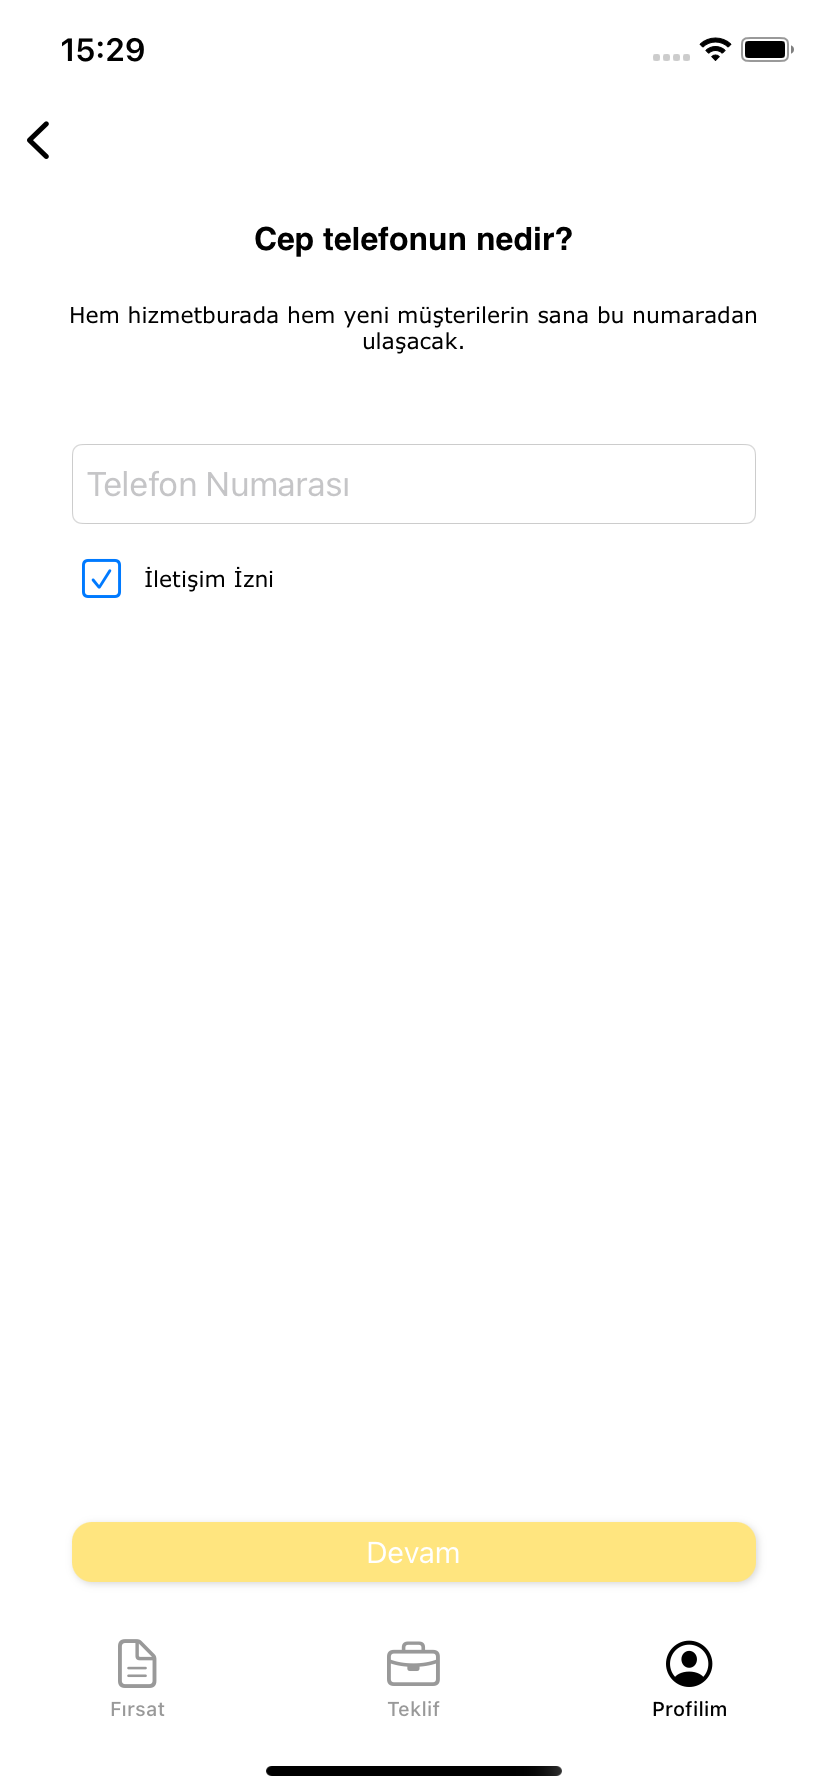 15:29
Cep telefonun nedir?
Hem hizmetburada hem yeni müşterilerin sana bu numaradan
ulaşacak.
Telefon Numarası
İletişim İzni
Devam
Fırsat
Teklif
Profilim